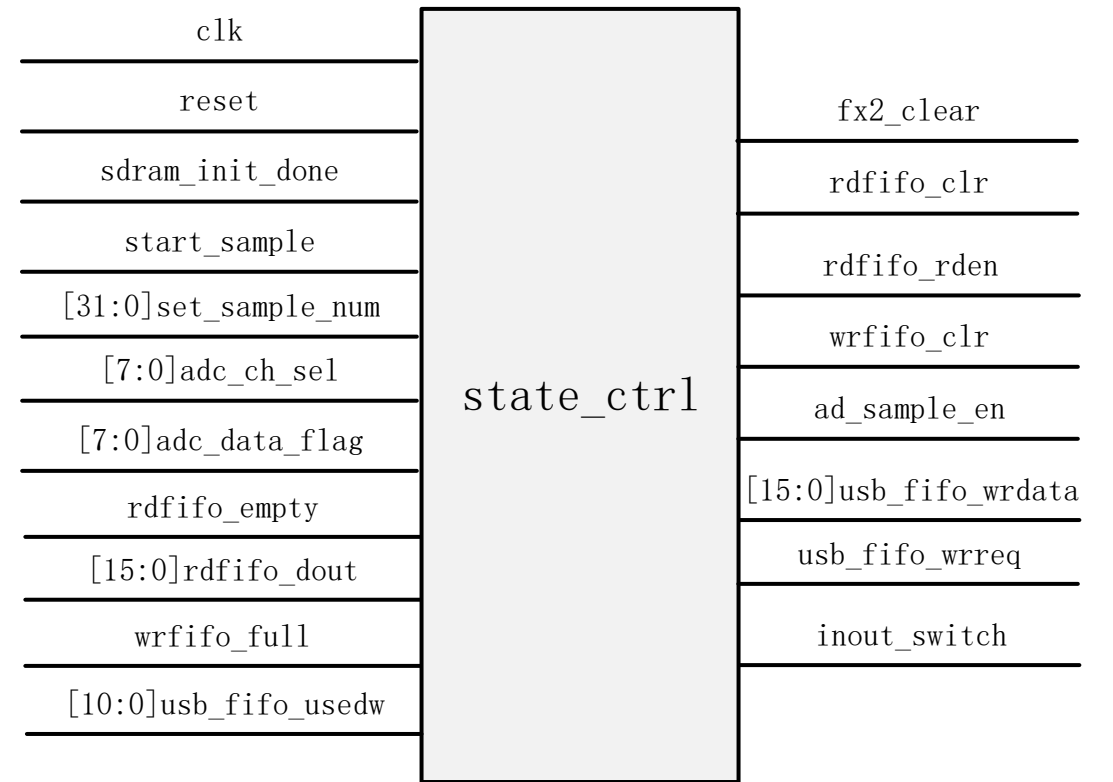 clk
reset
sdram_init_done
start_sample
[31:0]set_sample_num
[7:0]adc_ch_sel
[7:0]adc_data_flag
rdfifo_empty
[15:0]rdfifo_dout
wrfifo_full
[10:0]usb_fifo_usedw
state_ctrl
fx2_clear
rdfifo_clr
rdfifo_rden
wrfifo_clr
ad_sample_en
[15:0]usb_fifo_wrdata
usb_fifo_wrreq
inout_switch